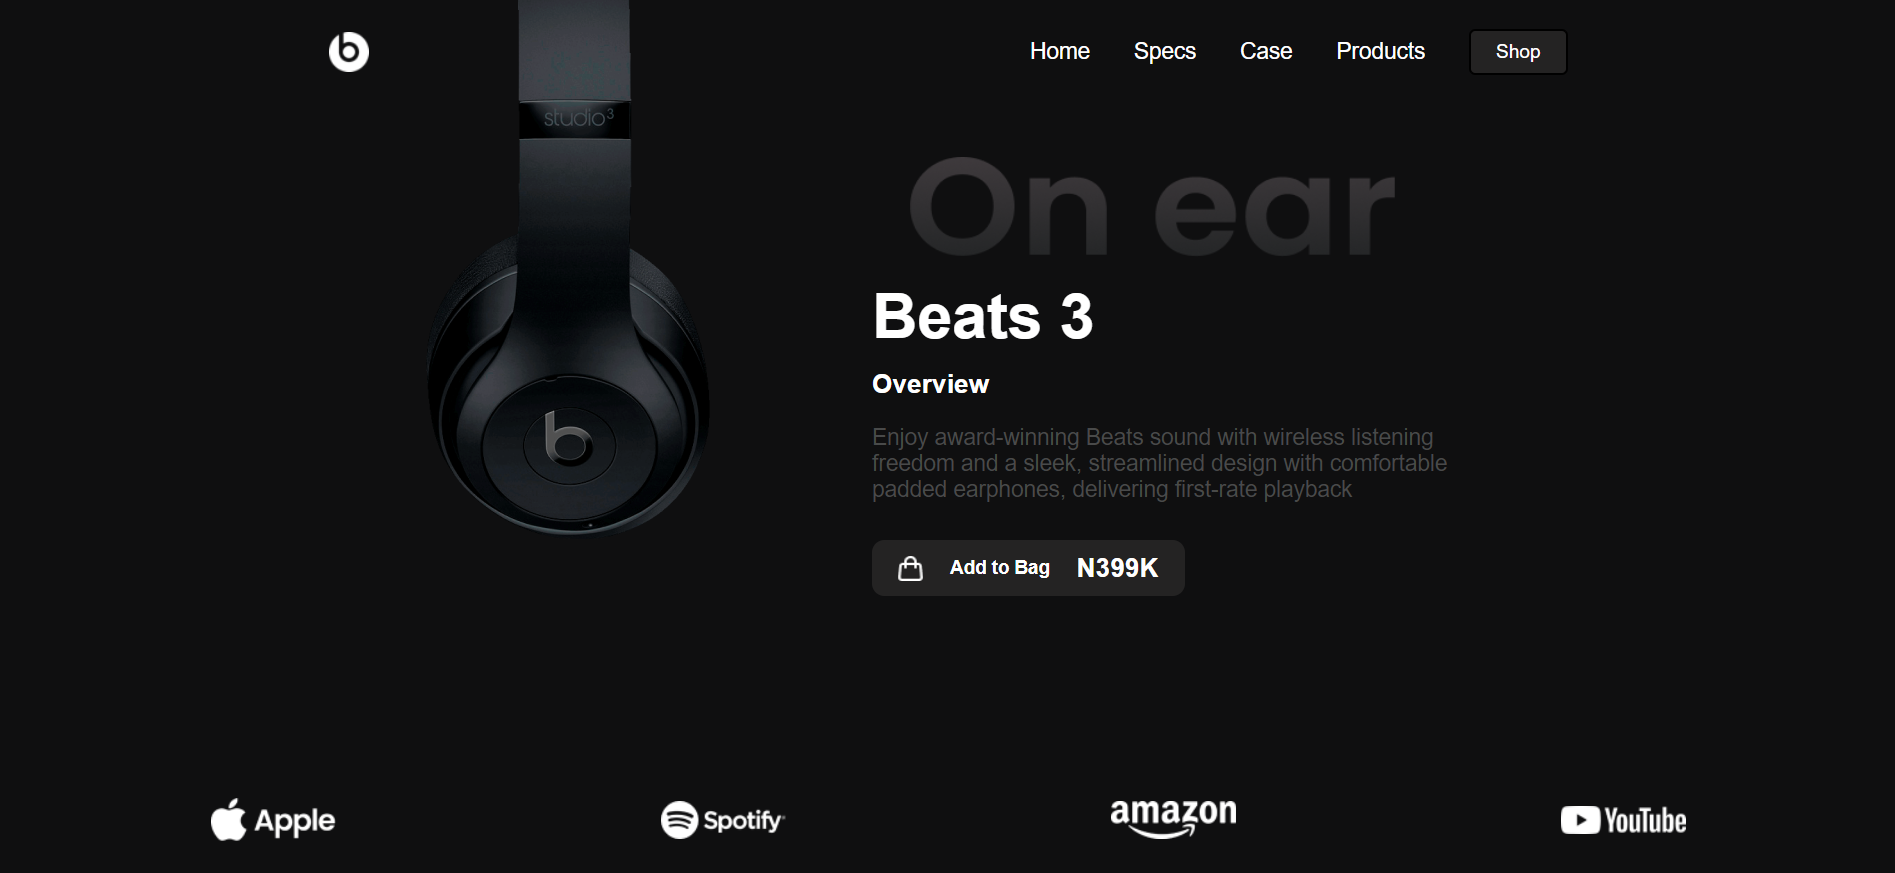 Home Specs Case Products Shop
studio3
On ear
Beats 3
Overview
Enjoy award-winning Beats sound with wireless listening
freedom and a sleek, streamlined design with comfortable
padded earphones, delivering first-rate playback
Add to Bag N399K
Apple Spotify amazon YouTube